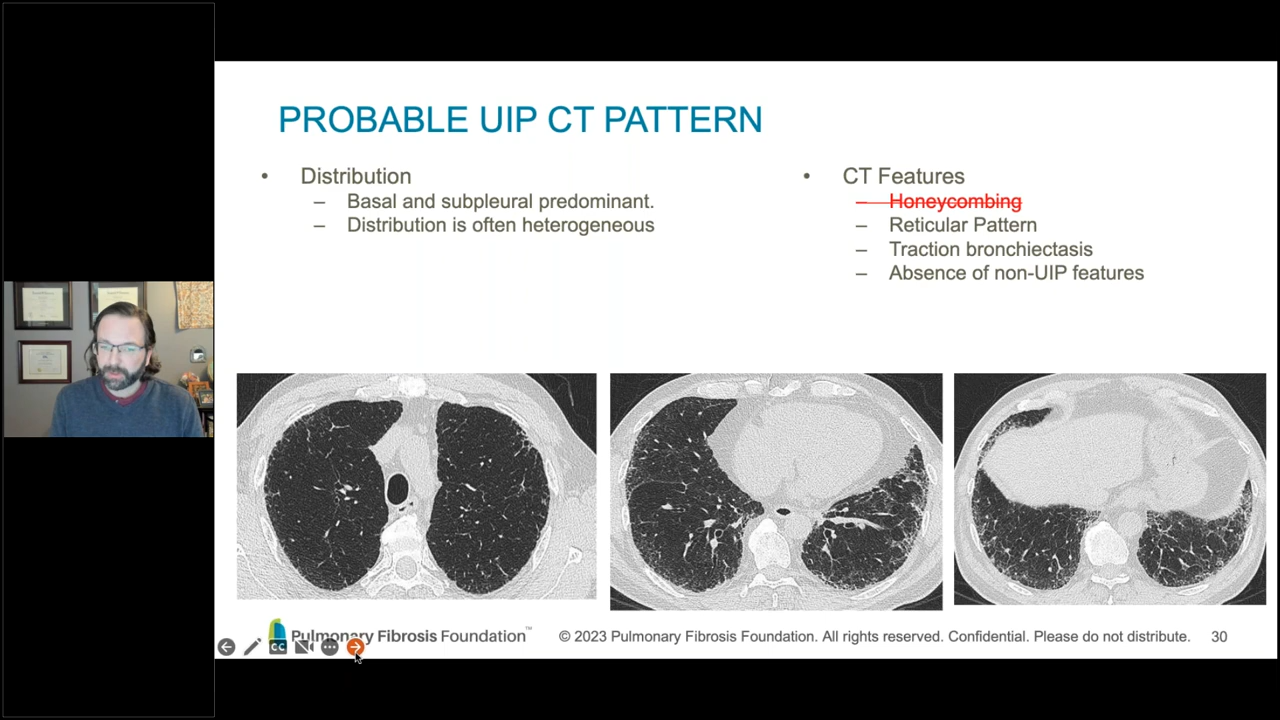 PROBABLE UIP CT PATTERN
• Distribution
– Basal and subpleural predominant.
– Distribution is often heterogeneous
• CT Features
– Honeycombing
– Reticular Pattern
– Traction bronchiectasis
– Absence of non-UIP features
Pulmonary Fibrosis Foundation™
© 2023 Pulmonary Fibrosis Foundation. All rights reserved. Confidential. Please do not distribute.
30
CC